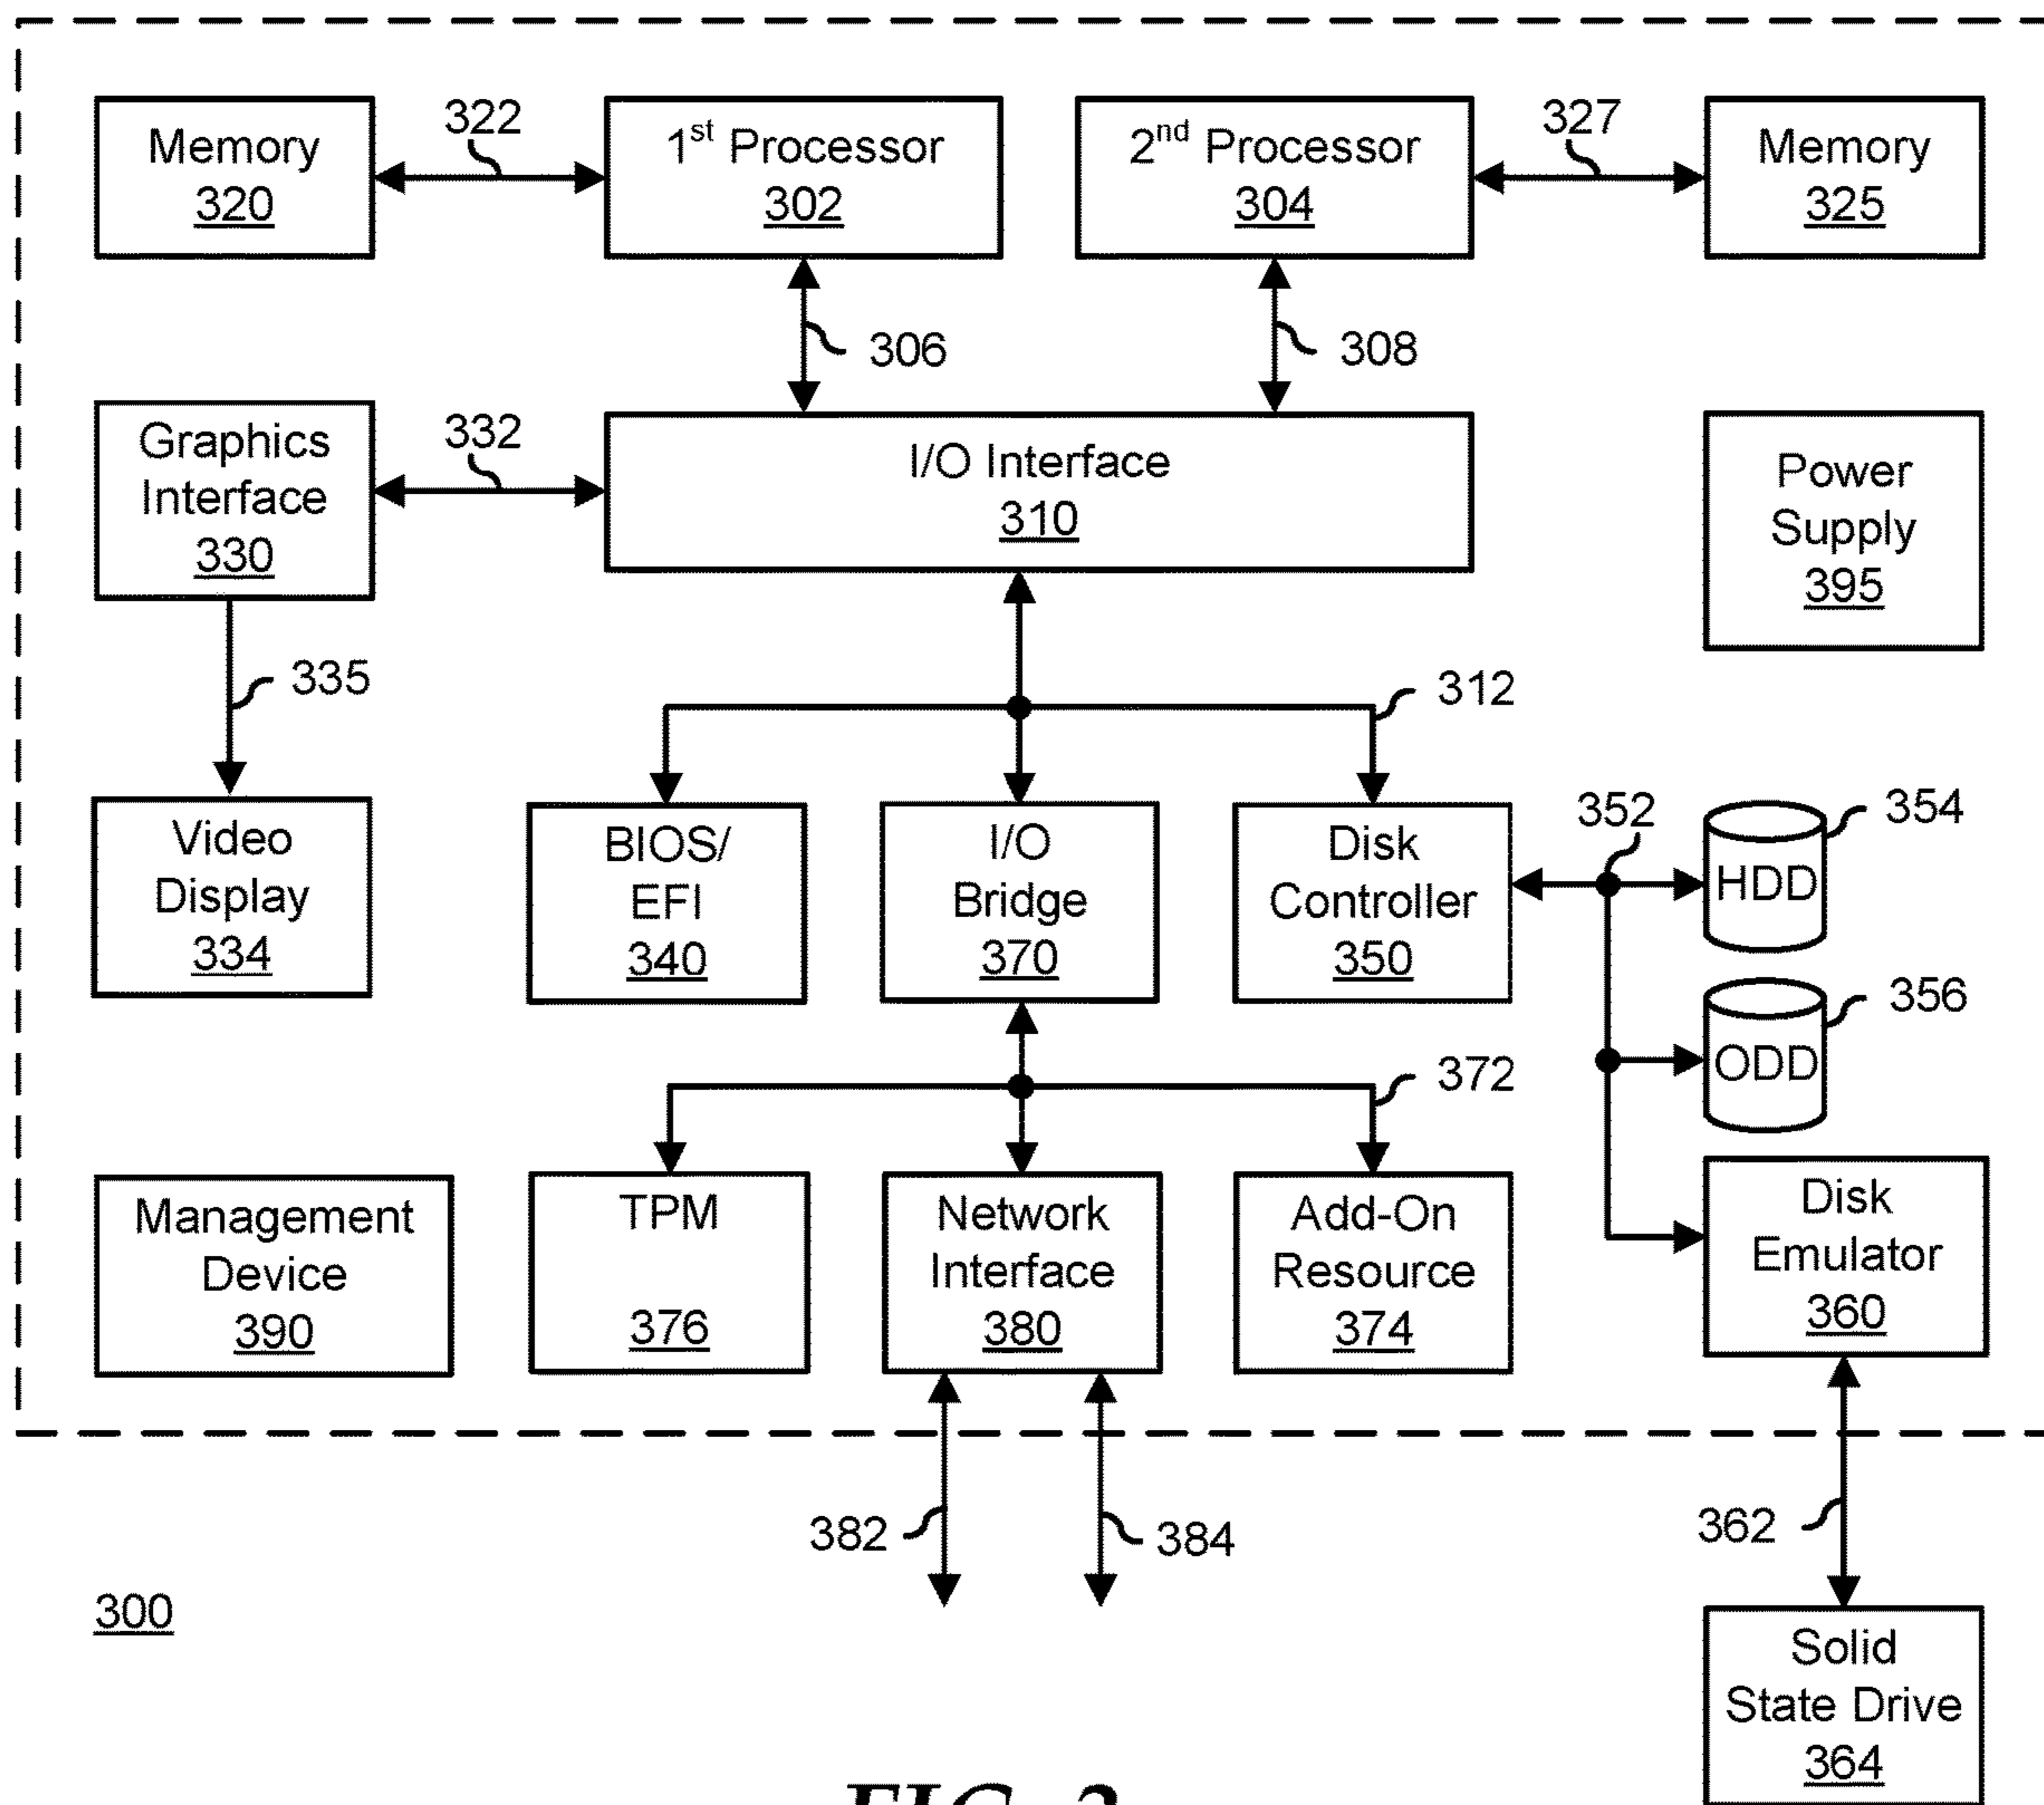 322
327
Memory
320
1st Processor
302
2nd Processor
304
Memory
325
306
308
Graphics
Interface
330
332
I/O Interface
310
Power
Supply
395
335
312
Video
Display
334
BIOS/
EFI
340
I/O
Bridge
370
Disk
Controller
350
352
HDD
354
ODD
356
372
Management
Device
390
TPM
376
Network
Interface
380
Add-On
Resource
374
Disk
Emulator
360
382
384
362
300
Solid
State Drive
364